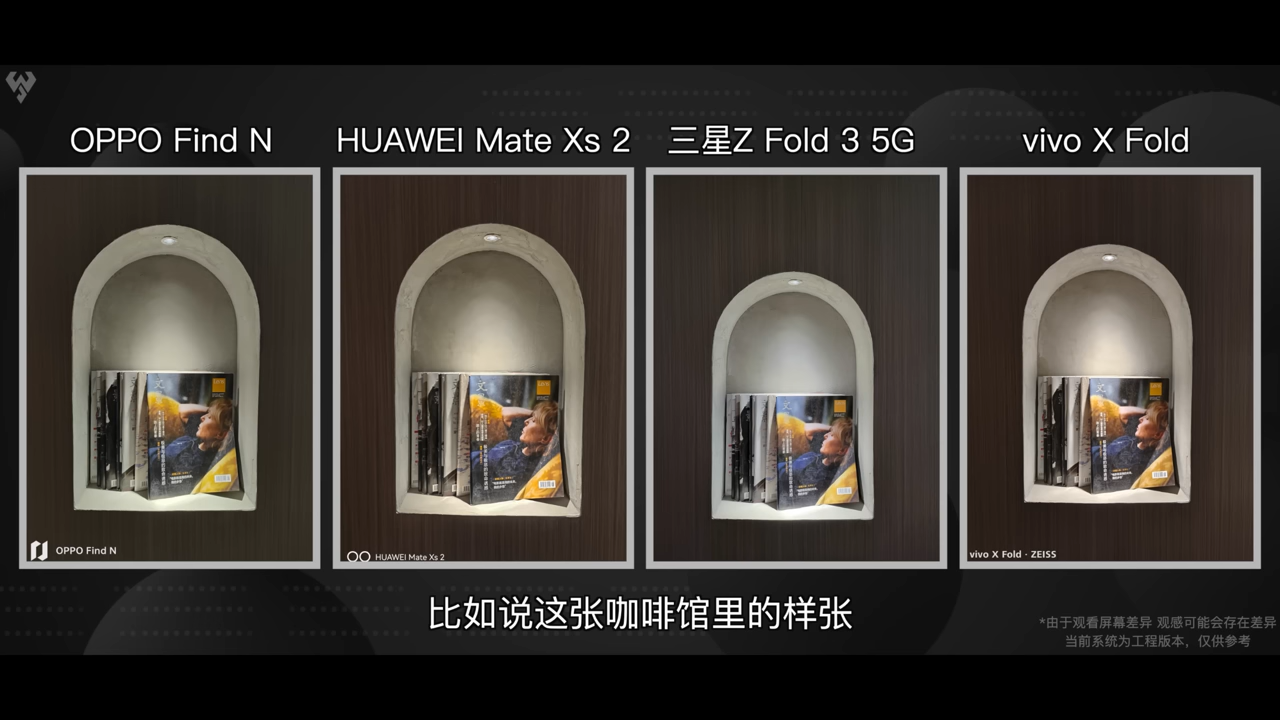 OPPO Find N
HUAWEI Mate Xs 2
三星Z Fold 3 5G
vivo X Fold
文
OPPO Find N
HUAWEI Mate Xs 2
vivo X Fold · ZEISS
比如说这张咖啡馆里的样张
*由于观看屏幕差异 观感可能会存在差异
当前系统为工程版本，仅供参考